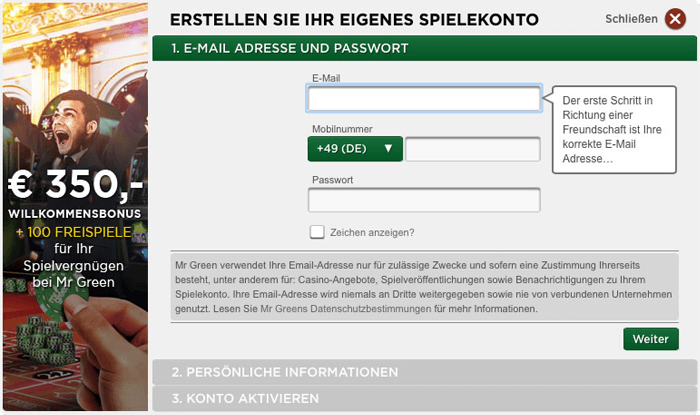 ERSTELLEN SIE IHR EIGENES SPIELEKONTO
Schließen
1. E-MAIL ADRESSE UND PASSWORT
E-Mail
Der erste Schritt in
Richtung einer
Freundschaft ist Ihre
korrekte E-Mail
Adresse…
Mobilnummer
+49 (DE)
Passwort
Zeichen anzeigen?
€ 350,-
WILLKOMMENSBONUS
+ 100 FREISPIELE
für Ihr
Spielvergnügen
bei Mr Green
Mr Green verwendet Ihre Email-Adresse nur für zulässige Zwecke und sofern eine Zustimmung Ihrerseits
besteht, unter anderem für: Casino-Angebote, Spielveröffentlichungen sowie Benachrichtigungen zu Ihrem
Spielekonto. Ihre Email-Adresse wird niemals an Dritte weitergegeben sowie nie von verbundenen Unternehmen
genutzt. Lesen Sie Mr Greens Datenschutzbestimmungen für mehr Informationen.
Weiter
2. PERSÖNLICHE INFORMATIONEN
3. KONTO AKTIVIEREN